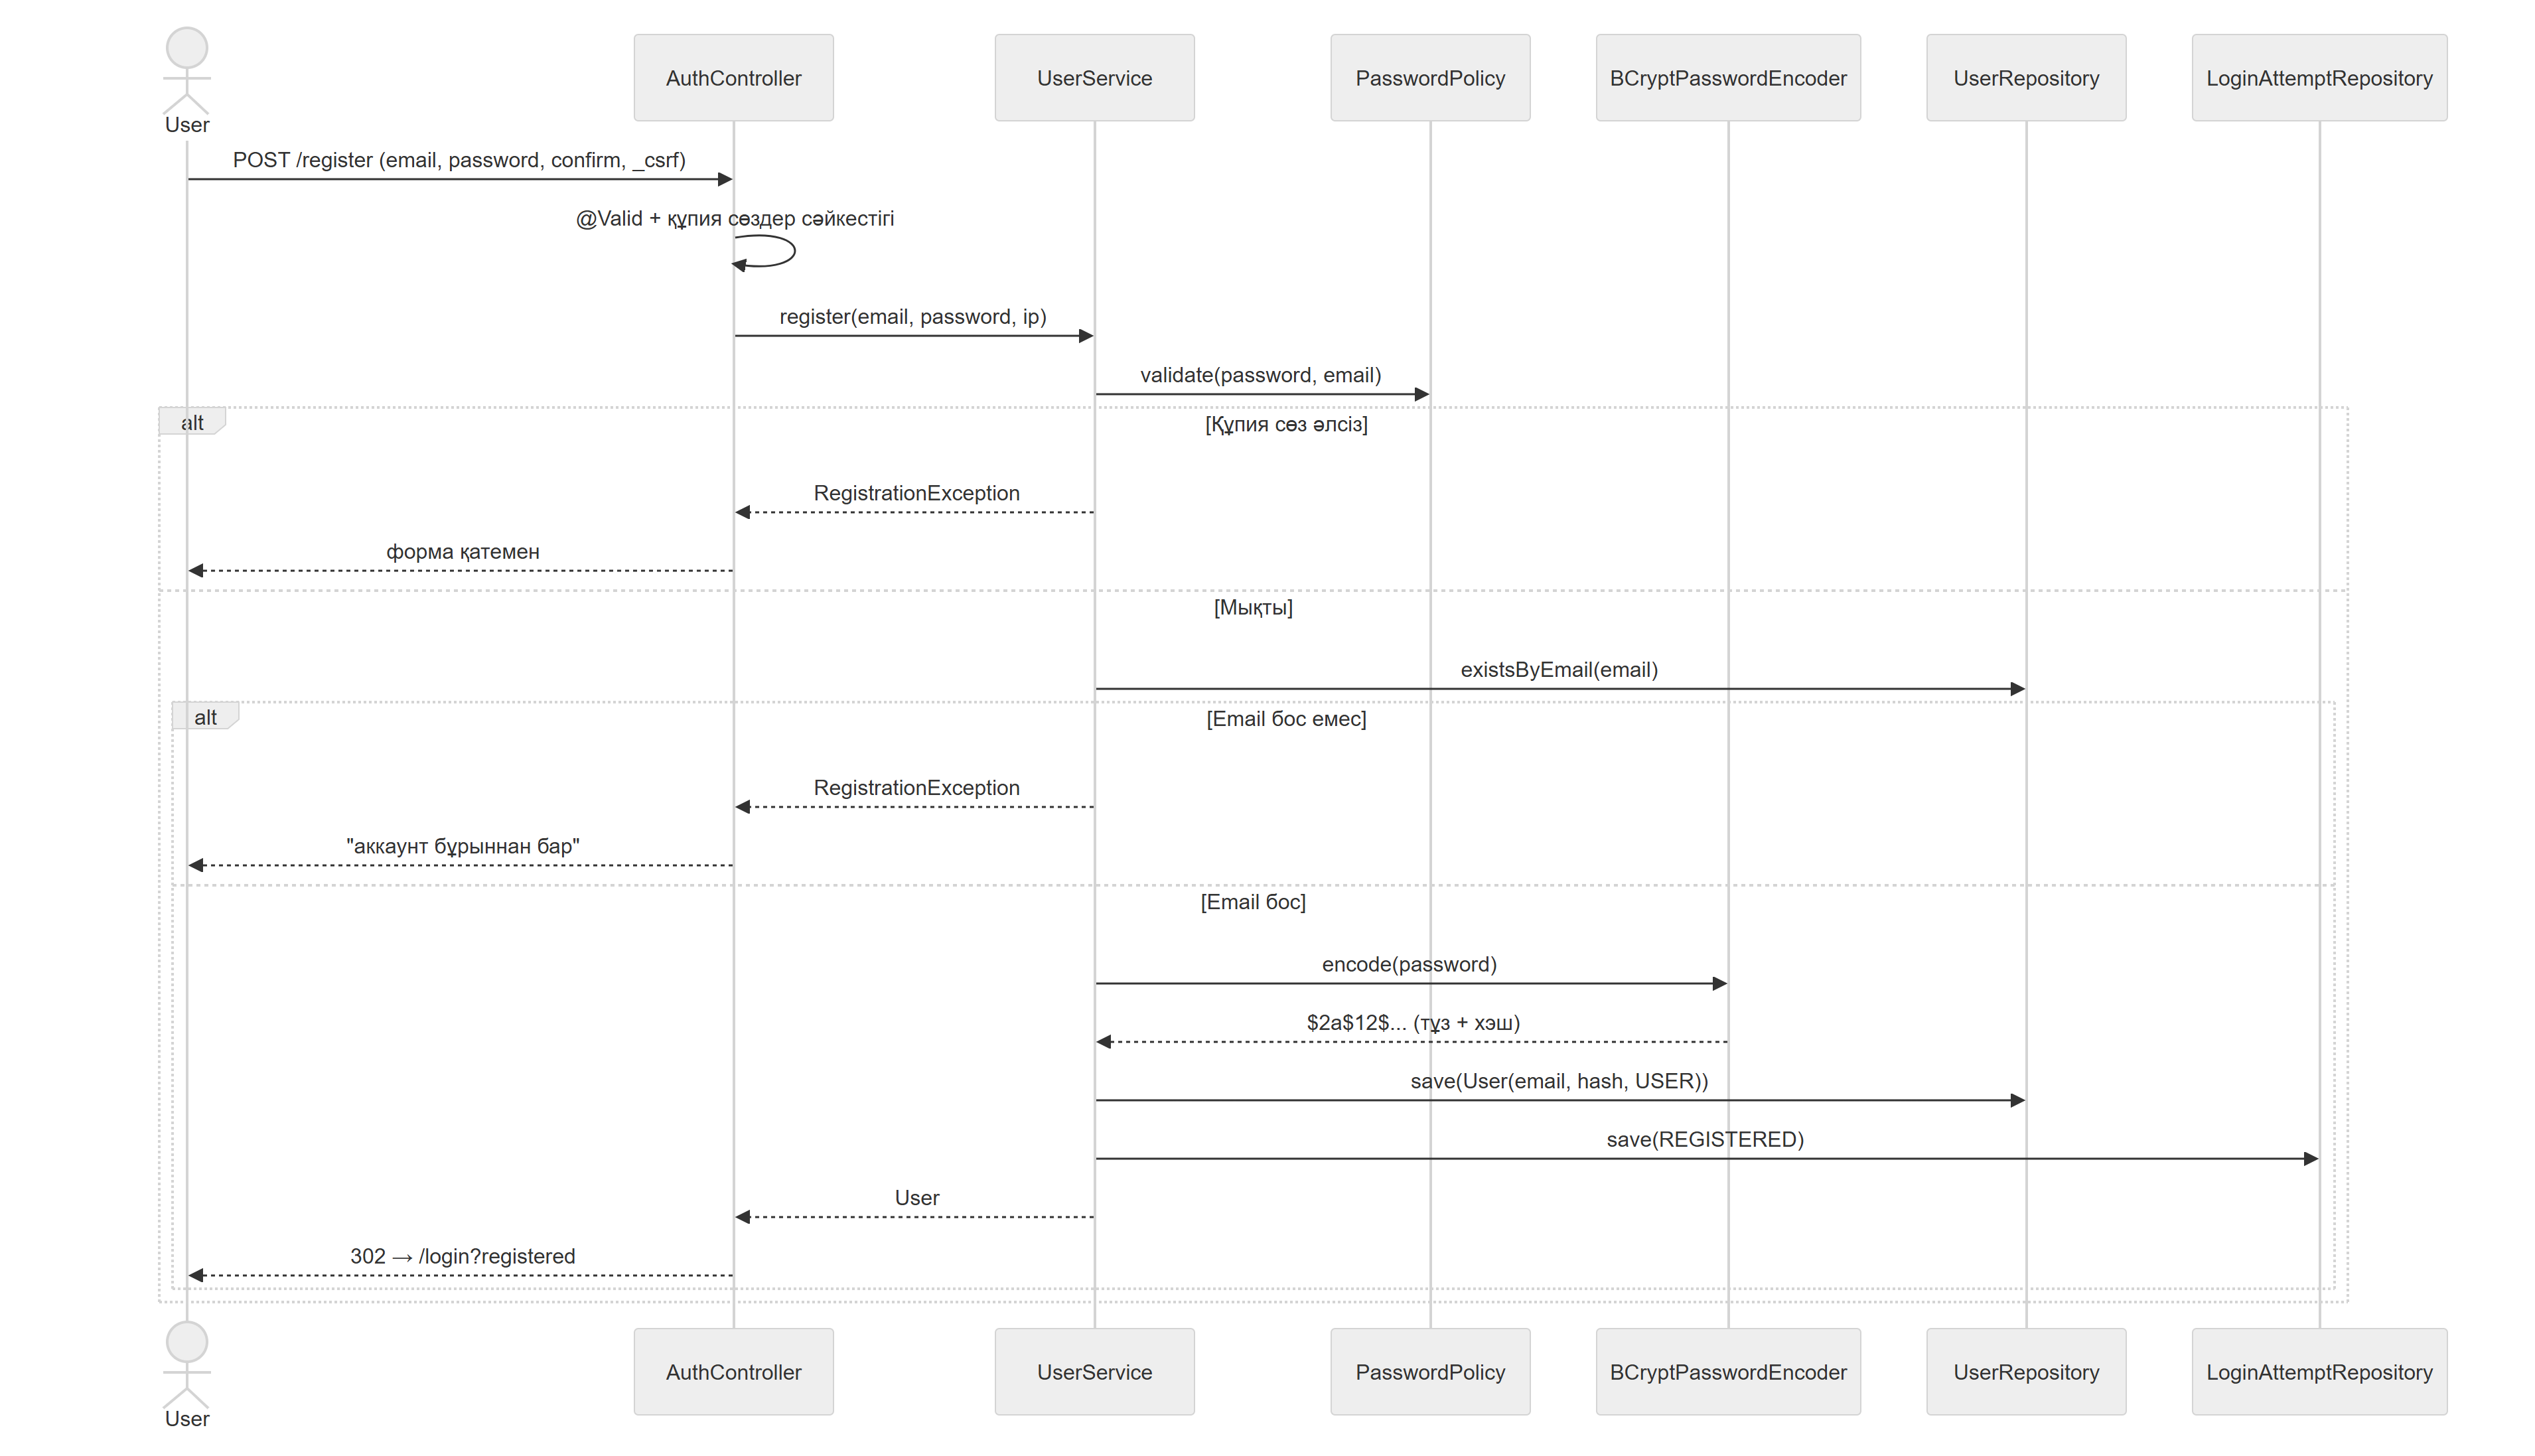 User
AuthController
UserService
PasswordPolicy
BCryptPasswordEncoder
UserRepository
LoginAttemptRepository
POST /register (email, password, confirm, _csrf)
@Valid + құпия сөздер сәйкестігі
register(email, password, ip)
validate(password, email)
alt
[Құпия сөз әлсіз]
RegistrationException
форма қатемен
[Мықты]
existsByEmail(email)
alt
[Email бос емес]
RegistrationException
"аккаунт бұрыннан бар"
[Email бос]
encode(password)
$2a$12$... (тұз + хэш)
save(User(email, hash, USER))
save(REGISTERED)
User
302 → /login?registered
User
AuthController
UserService
PasswordPolicy
BCryptPasswordEncoder
UserRepository
LoginAttemptRepository